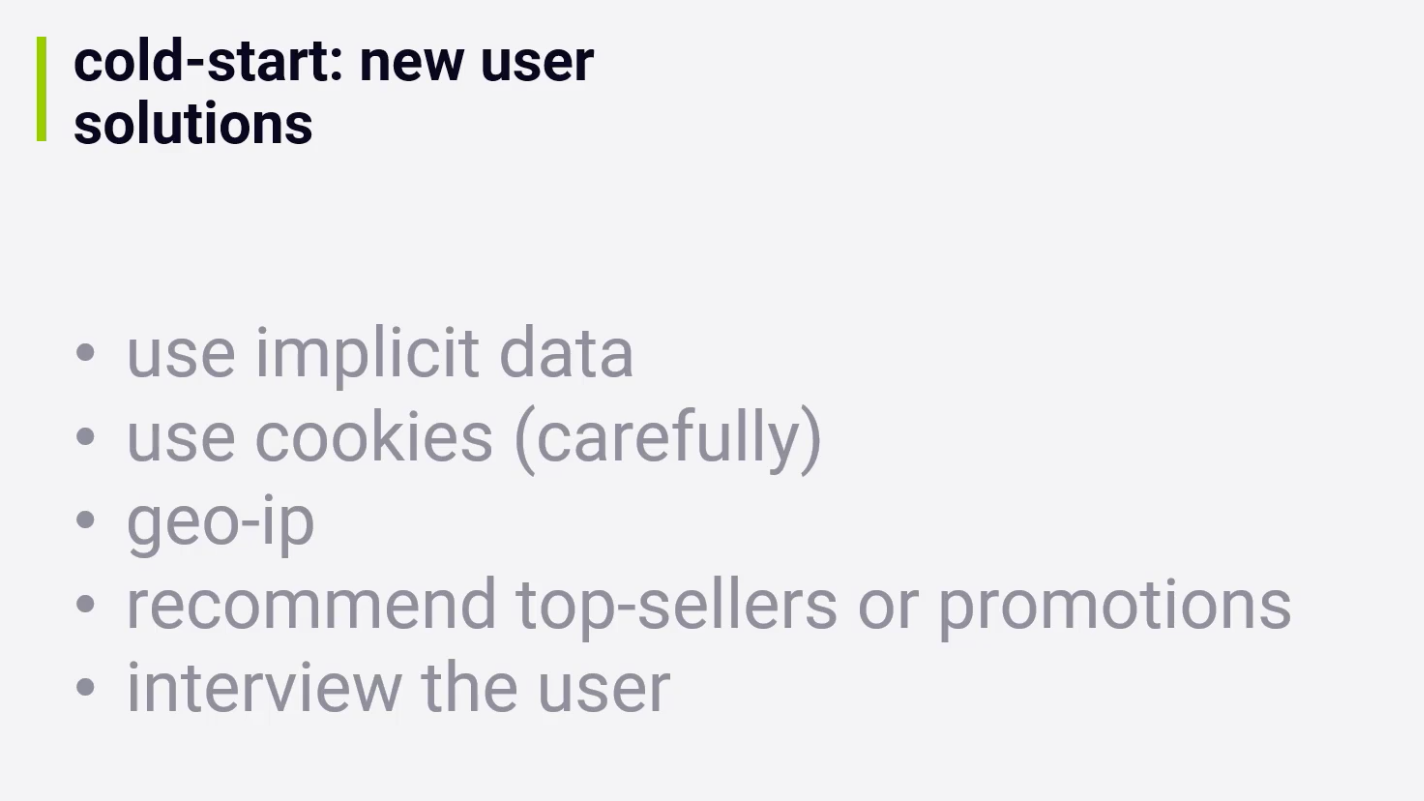 cold-start: new user
solutions
• use implicit data
• use cookies (carefully)
• geo-ip
• recommend top-sellers or promotions
• interview the user